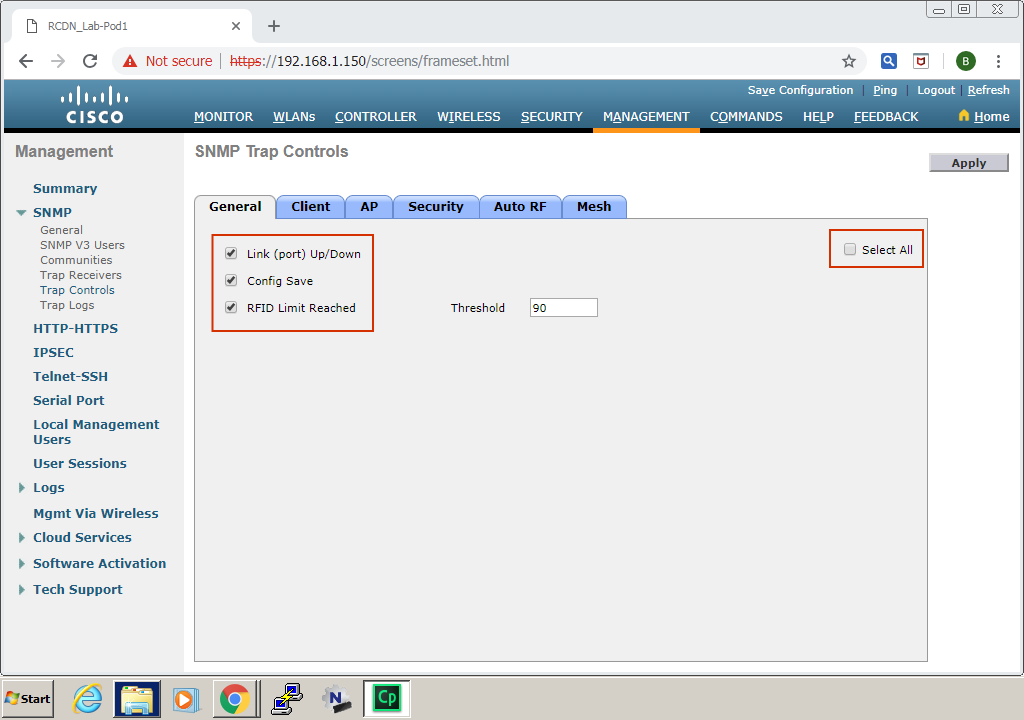 RCDN_Lab-Pod1
Not secure | https://192.168.1.150/screens/frameset.html
B
Save Configuration | Ping | Logout | Refresh
CISCO
MONITOR WLANs CONTROLLER WIRELESS SECURITY MANAGEMENT COMMANDS HELP FEEDBACK Home
Management
SNMP Trap Controls
Apply
Summary
SNMP
General
SNMP V3 Users
Communities
Trap Receivers
Trap Controls
Trap Logs
HTTP-HTTPS
IPSEC
Telnet-SSH
Serial Port
Local Management
Users
User Sessions
Logs
Mgmt Via Wireless
Cloud Services
Software Activation
Tech Support
General Client AP Security Auto RF Mesh
Link (port) Up/Down
Select All
Config Save
RFID Limit Reached Threshold 90
Start
N
Cp